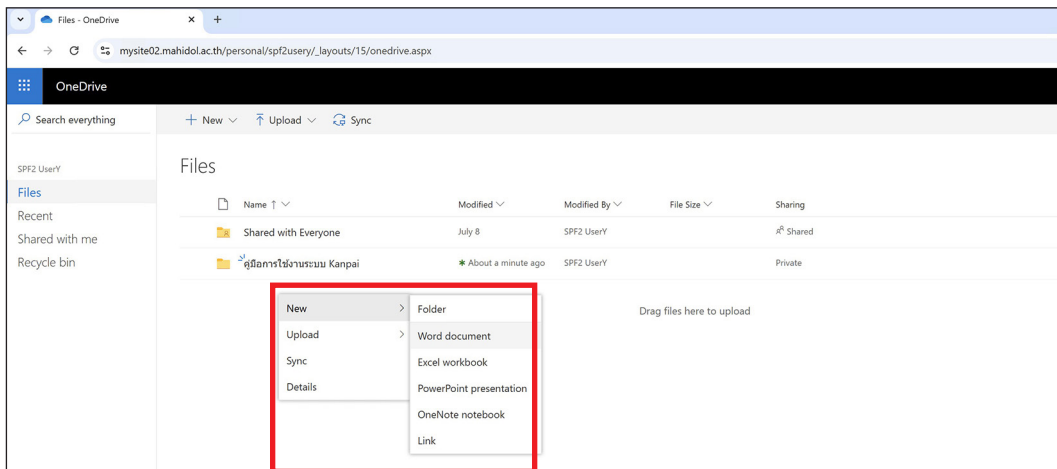 Files - OneDrive
mysite02.mahidol.ac.th/personal/spf2usery/_layouts/15/onedrive.aspx
OneDrive
Search everything
New Upload Sync
SPF2 UserY
Files
Recent
Shared with me
Recycle bin
Files
Name Modified Modified By File Size Sharing
Shared with Everyone July 8 SPF2 UserY Shared
คู่มือการใช้งานระบบ Kanpai About a minute ago SPF2 UserY Private
Drag files here to upload
New
Upload
Sync
Details
Folder
Word document
Excel workbook
PowerPoint presentation
OneNote notebook
Link